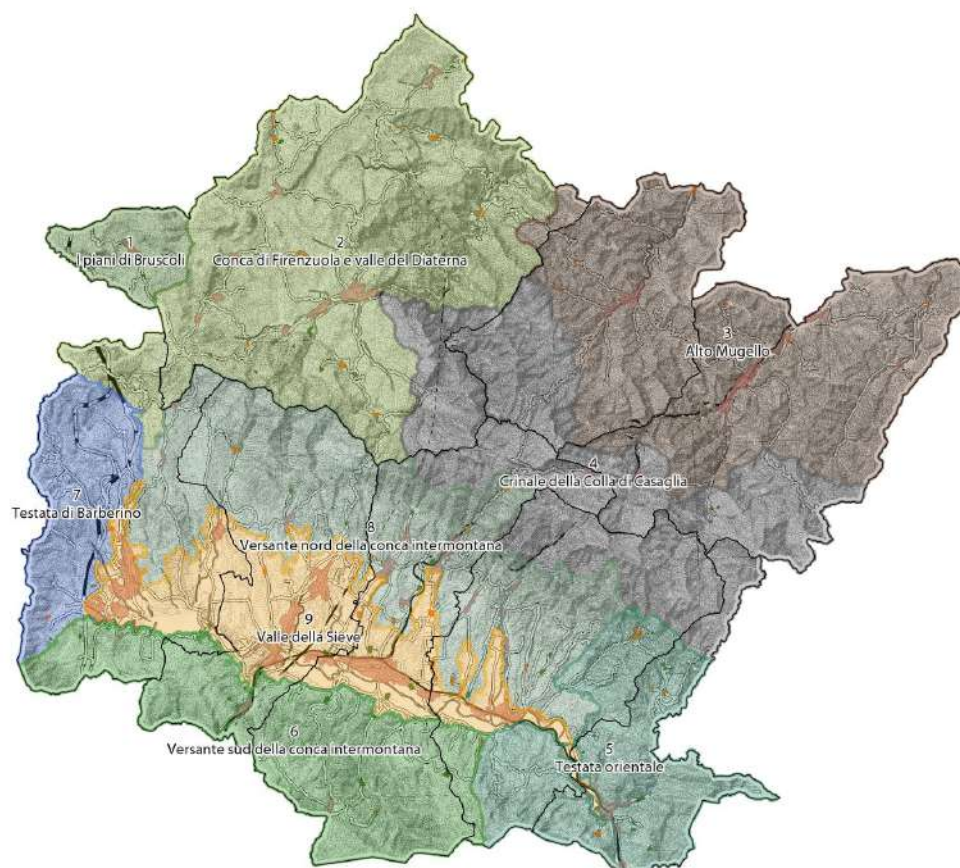 1
I piani di Bruscoli
2
Conca di Firenzuola e valle del Diaterna
3
Alto Mugello
4
Crinale della Colla di Casaglia
7
Testata di Barberino
8
Versante nord della conca intermontana
9
Valle della Sieve
6
Versante sud della conca intermontana
5
Testata orientale